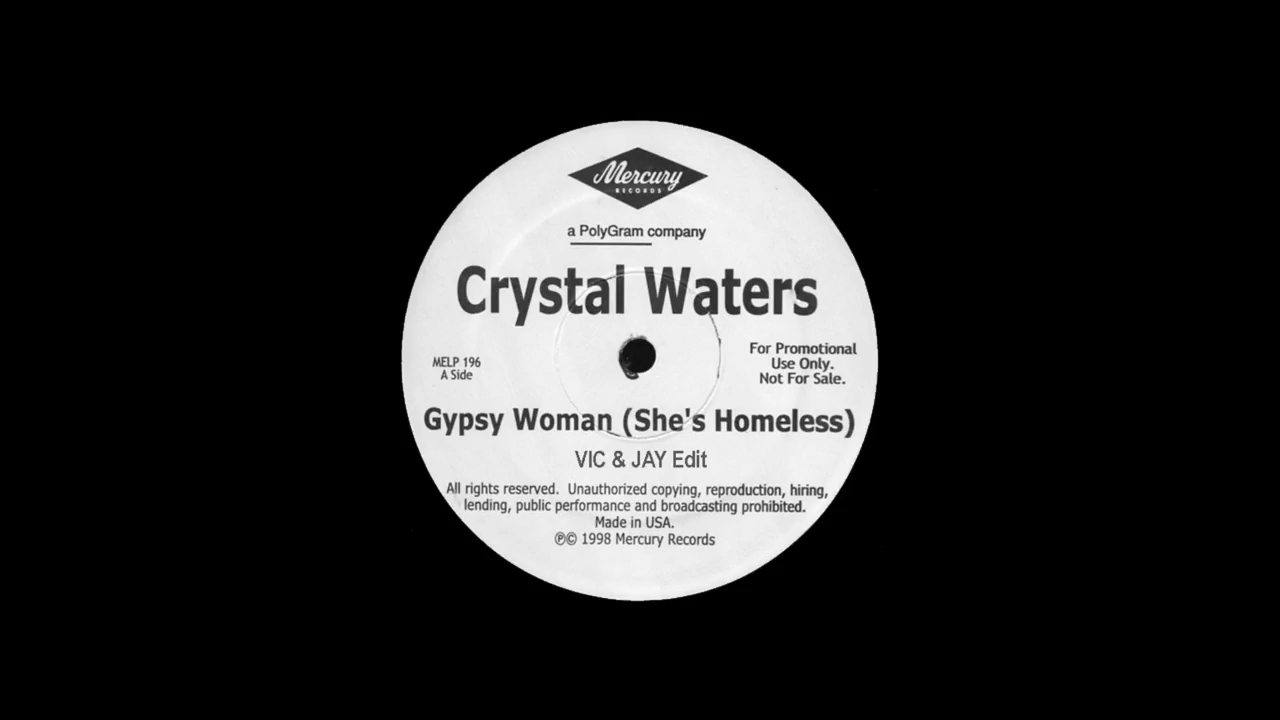 Mercury
RECORDS
a PolyGram company
Crystal Waters
MELP 196
A Side
For Promotional
Use Only.
Not For Sale.
Gypsy Woman (She's Homeless)
VIC & JAY Edit
All rights reserved. Unauthorized copying, reproduction, hiring,
lending, public performance and broadcasting prohibited.
Made in USA.
℗© 1998 Mercury Records